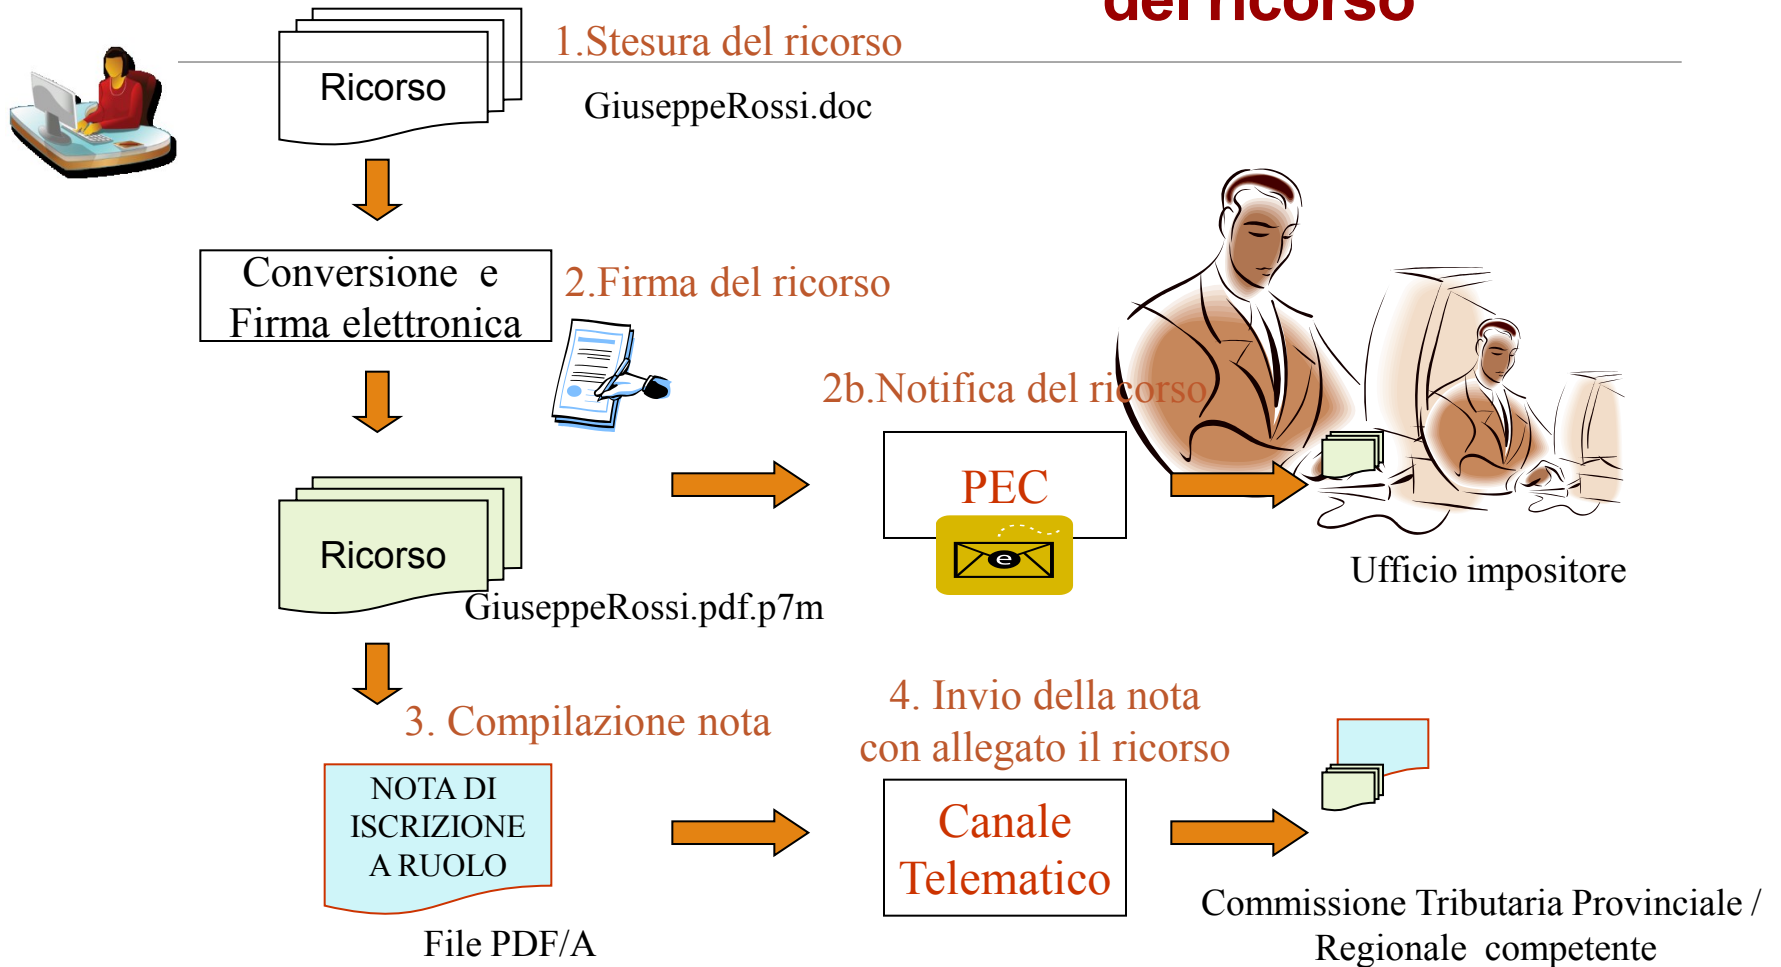 del ricorso
1.Stesura del ricorso
Ricorso
GiuseppeRossi.doc
Conversione e
Firma elettronica
2.Firma del ricorso
2b.Notifica del ricorso
PEC
e
Ricorso
GiuseppeRossi.pdf.p7m
Ufficio impositore
3. Compilazione nota
4. Invio della nota
con allegato il ricorso
NOTA DI
ISCRIZIONE
A RUOLO
Canale
Telematico
File PDF/A
Commissione Tributaria Provinciale /
Regionale competente